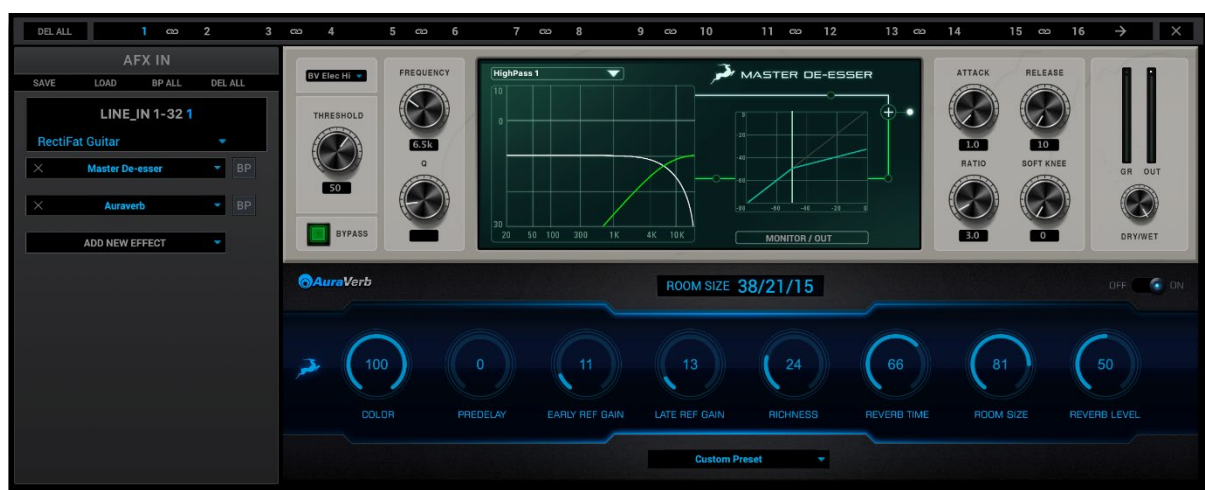 DEL ALL 1 2 3 4 5 6 7 8 9 10 11 12 13 14 15 16
AFX IN
SAVE LOAD BP ALL DEL ALL
LINE_IN 1-32 1
RectiFat Guitar
Master De-esser BP
Auraverb BP
ADD NEW EFFECT
BV Elec Hi
THRESHOLD
50
BYPASS
FREQUENCY
6.5k
Q
HighPass 1
MASTER DE-ESSER
10
0
30
20 50 100 300 1K 4K 10K
0
-20
-40
-60
-80 -60 -40 -20 0
MONITOR / OUT
ATTACK RELEASE
1.0 10
RATIO SOFT KNEE
3.0 0
GR OUT
DRY/WET
AuraVerb
ROOM SIZE 38/21/15
OFF ON
100 0 11 13 24 66 81 50
COLOR PREDELAY EARLY REF GAIN LATE REF GAIN RICHNESS REVERB TIME ROOM SIZE REVERB LEVEL
Custom Preset